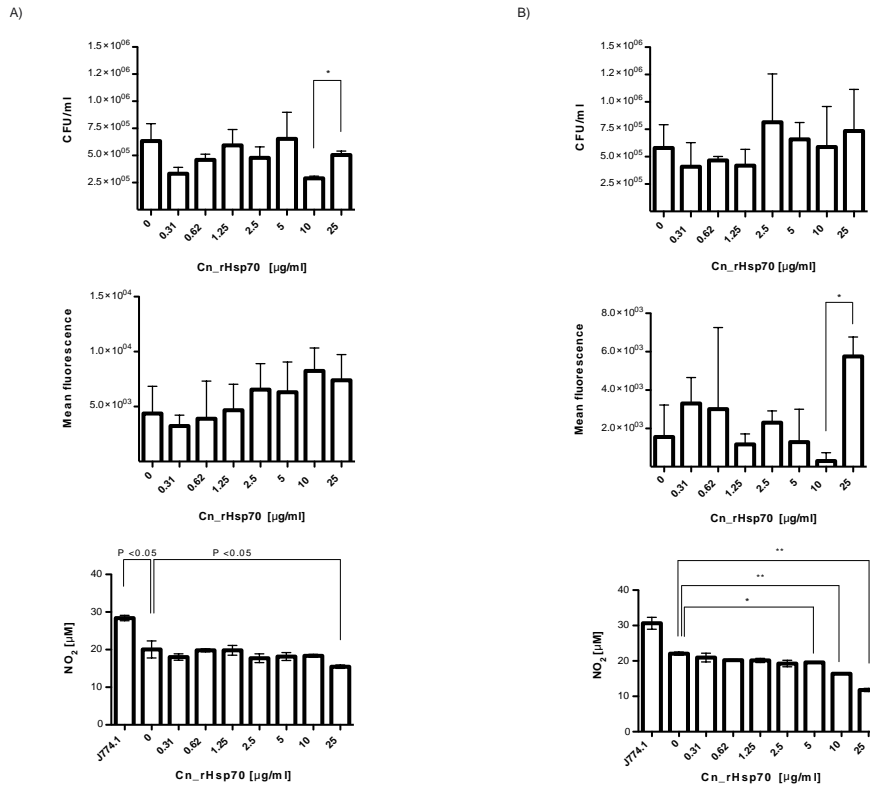 A)
B)
1.5×10⁰⁶
1.2×10⁰⁶
1.0×10⁰⁶
7.5×10⁰⁵
5.0×10⁰⁵
2.5×10⁰⁵
CFU/ml
*
0 0.31 0.62 1.25 2.5 5 10 25
Cn_rHsp70 [µg/ml]
1.5×10⁰⁶
1.2×10⁰⁶
1.0×10⁰⁶
7.5×10⁰⁵
5.0×10⁰⁵
2.5×10⁰⁵
CFU/ml
0 0.31 0.62 1.25 2.5 5 10 25
Cn_rHsp70 [µg/ml]
1.5×10⁰⁴
1.0×10⁰⁴
5.0×10⁰³
Mean fluorescence
0 0.31 0.62 1.25 2.5 5 10 25
Cn_rHsp70 [µg/ml]
*
8.0×10⁰³
6.0×10⁰³
4.0×10⁰³
2.0×10⁰³
Mean fluorescence
0 0.31 0.62 1.25 2.5 5 10 25
Cn_rHsp70 [µg/ml]
P <0.05 P <0.05
40
30
20
10
0
NO₂ [µM]
J774.1 0 0.31 0.62 1.25 2.5 5 10 25
Cn_rHsp70 [µg/ml]
**
**
*
40
30
20
10
0
NO₂ [µM]
J774.1 0 0.31 0.62 1.25 2.5 5 10 25
Cn_rHsp70 [µg/ml]